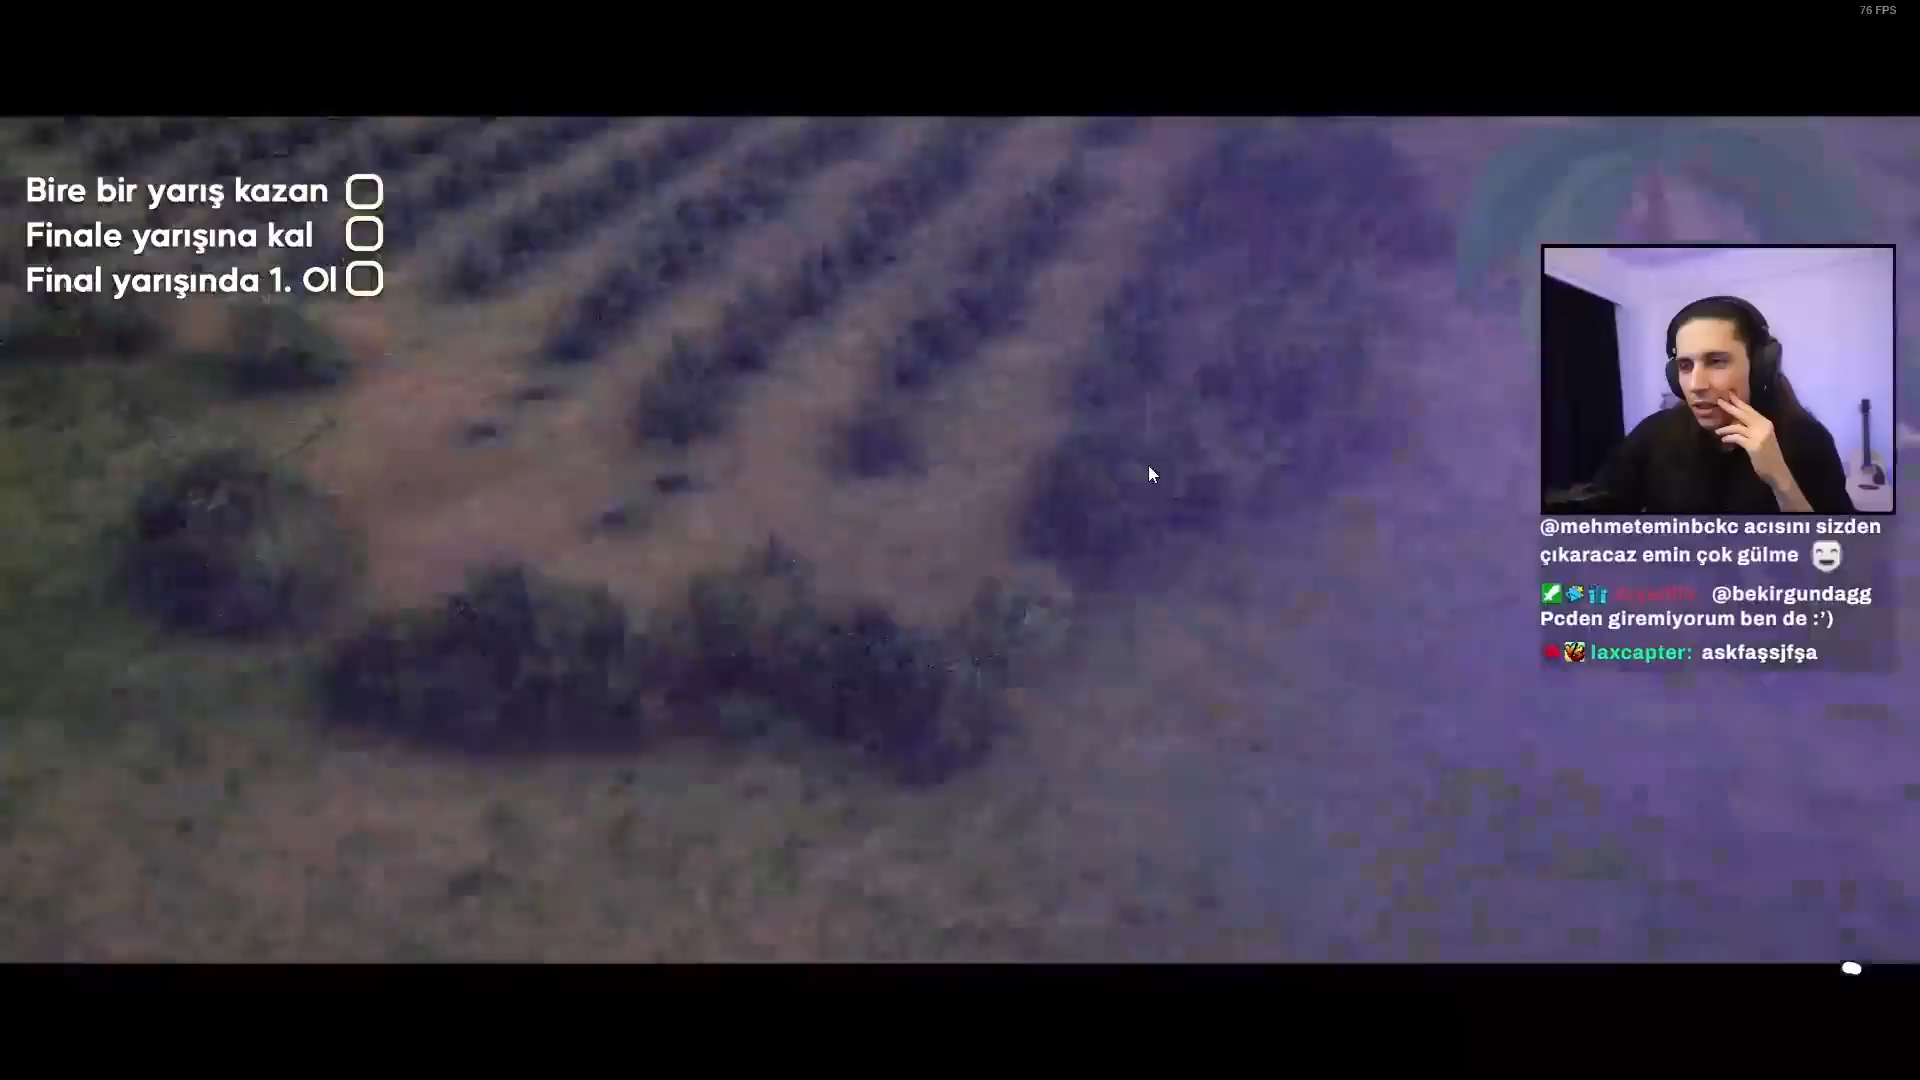 76 FPS
Bire bir yarış kazan
Finale yarışına kal
Final yarışında 1. Ol
@mehmeteminbckc acısını sizden
çıkaracaz emin çok gülme
@bekirgundagg
Pcden giremiyorum ben de :’)
laxcapter: askfaşsjfşa